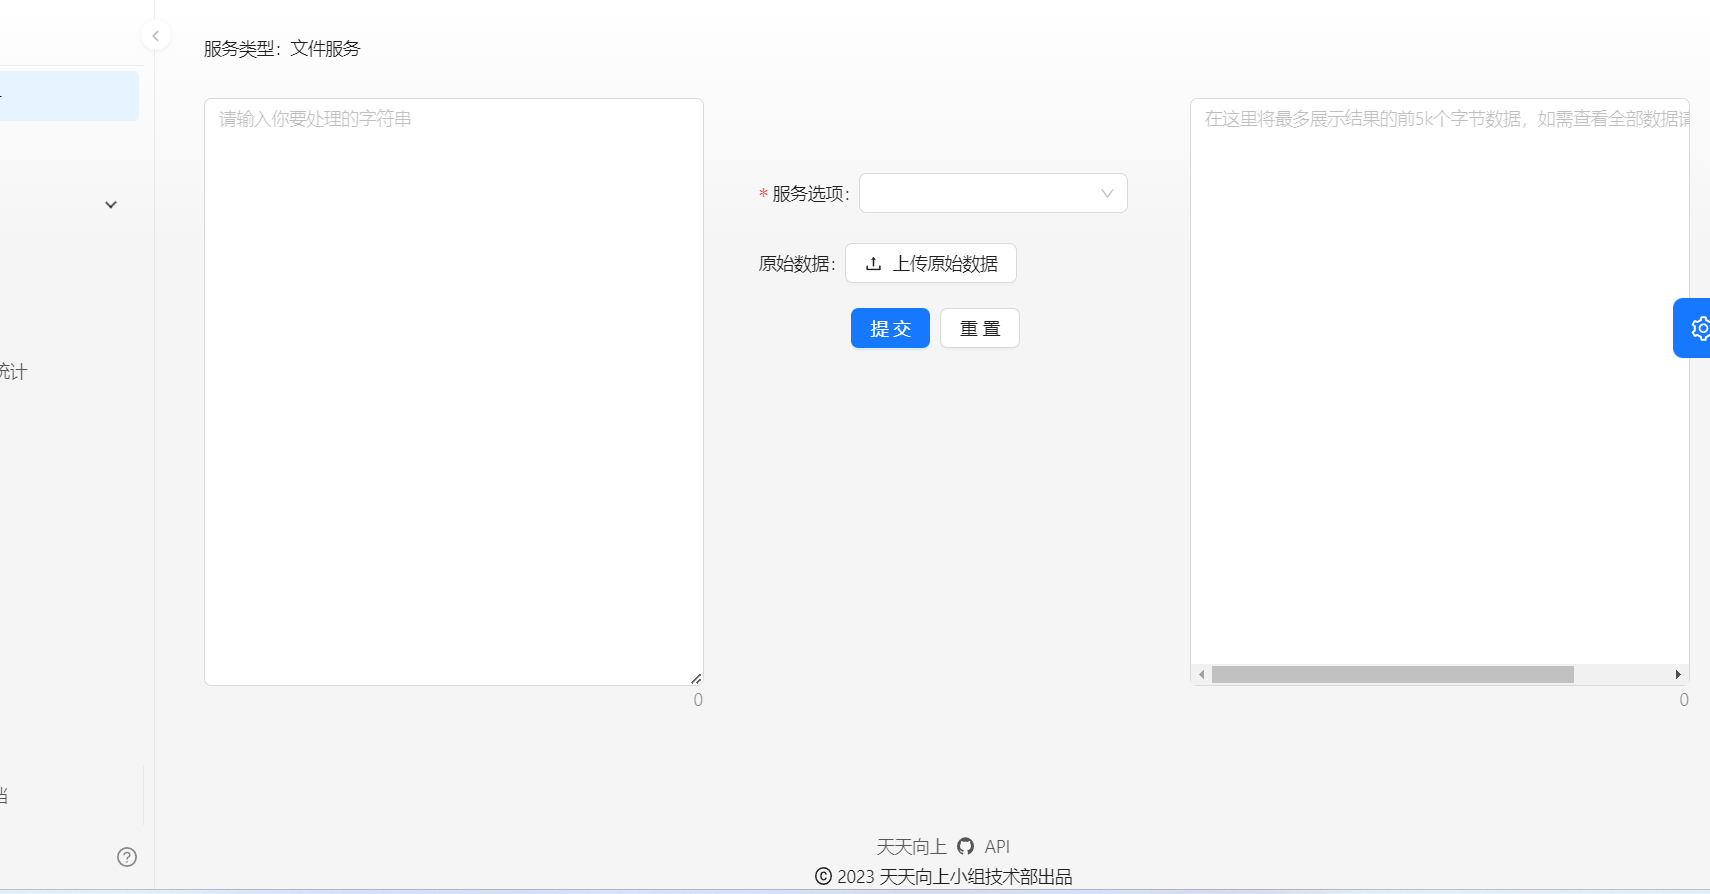 服务类型：文件服务
请输入你要处理的字符串
* 服务选项：
原始数据： 上传原始数据
提交 重置
在这里将最多展示结果的前5k个字节数据，如需查看全部数据请
0
0
统计
档
天天向上 API
© 2023 天天向上小组技术部出品